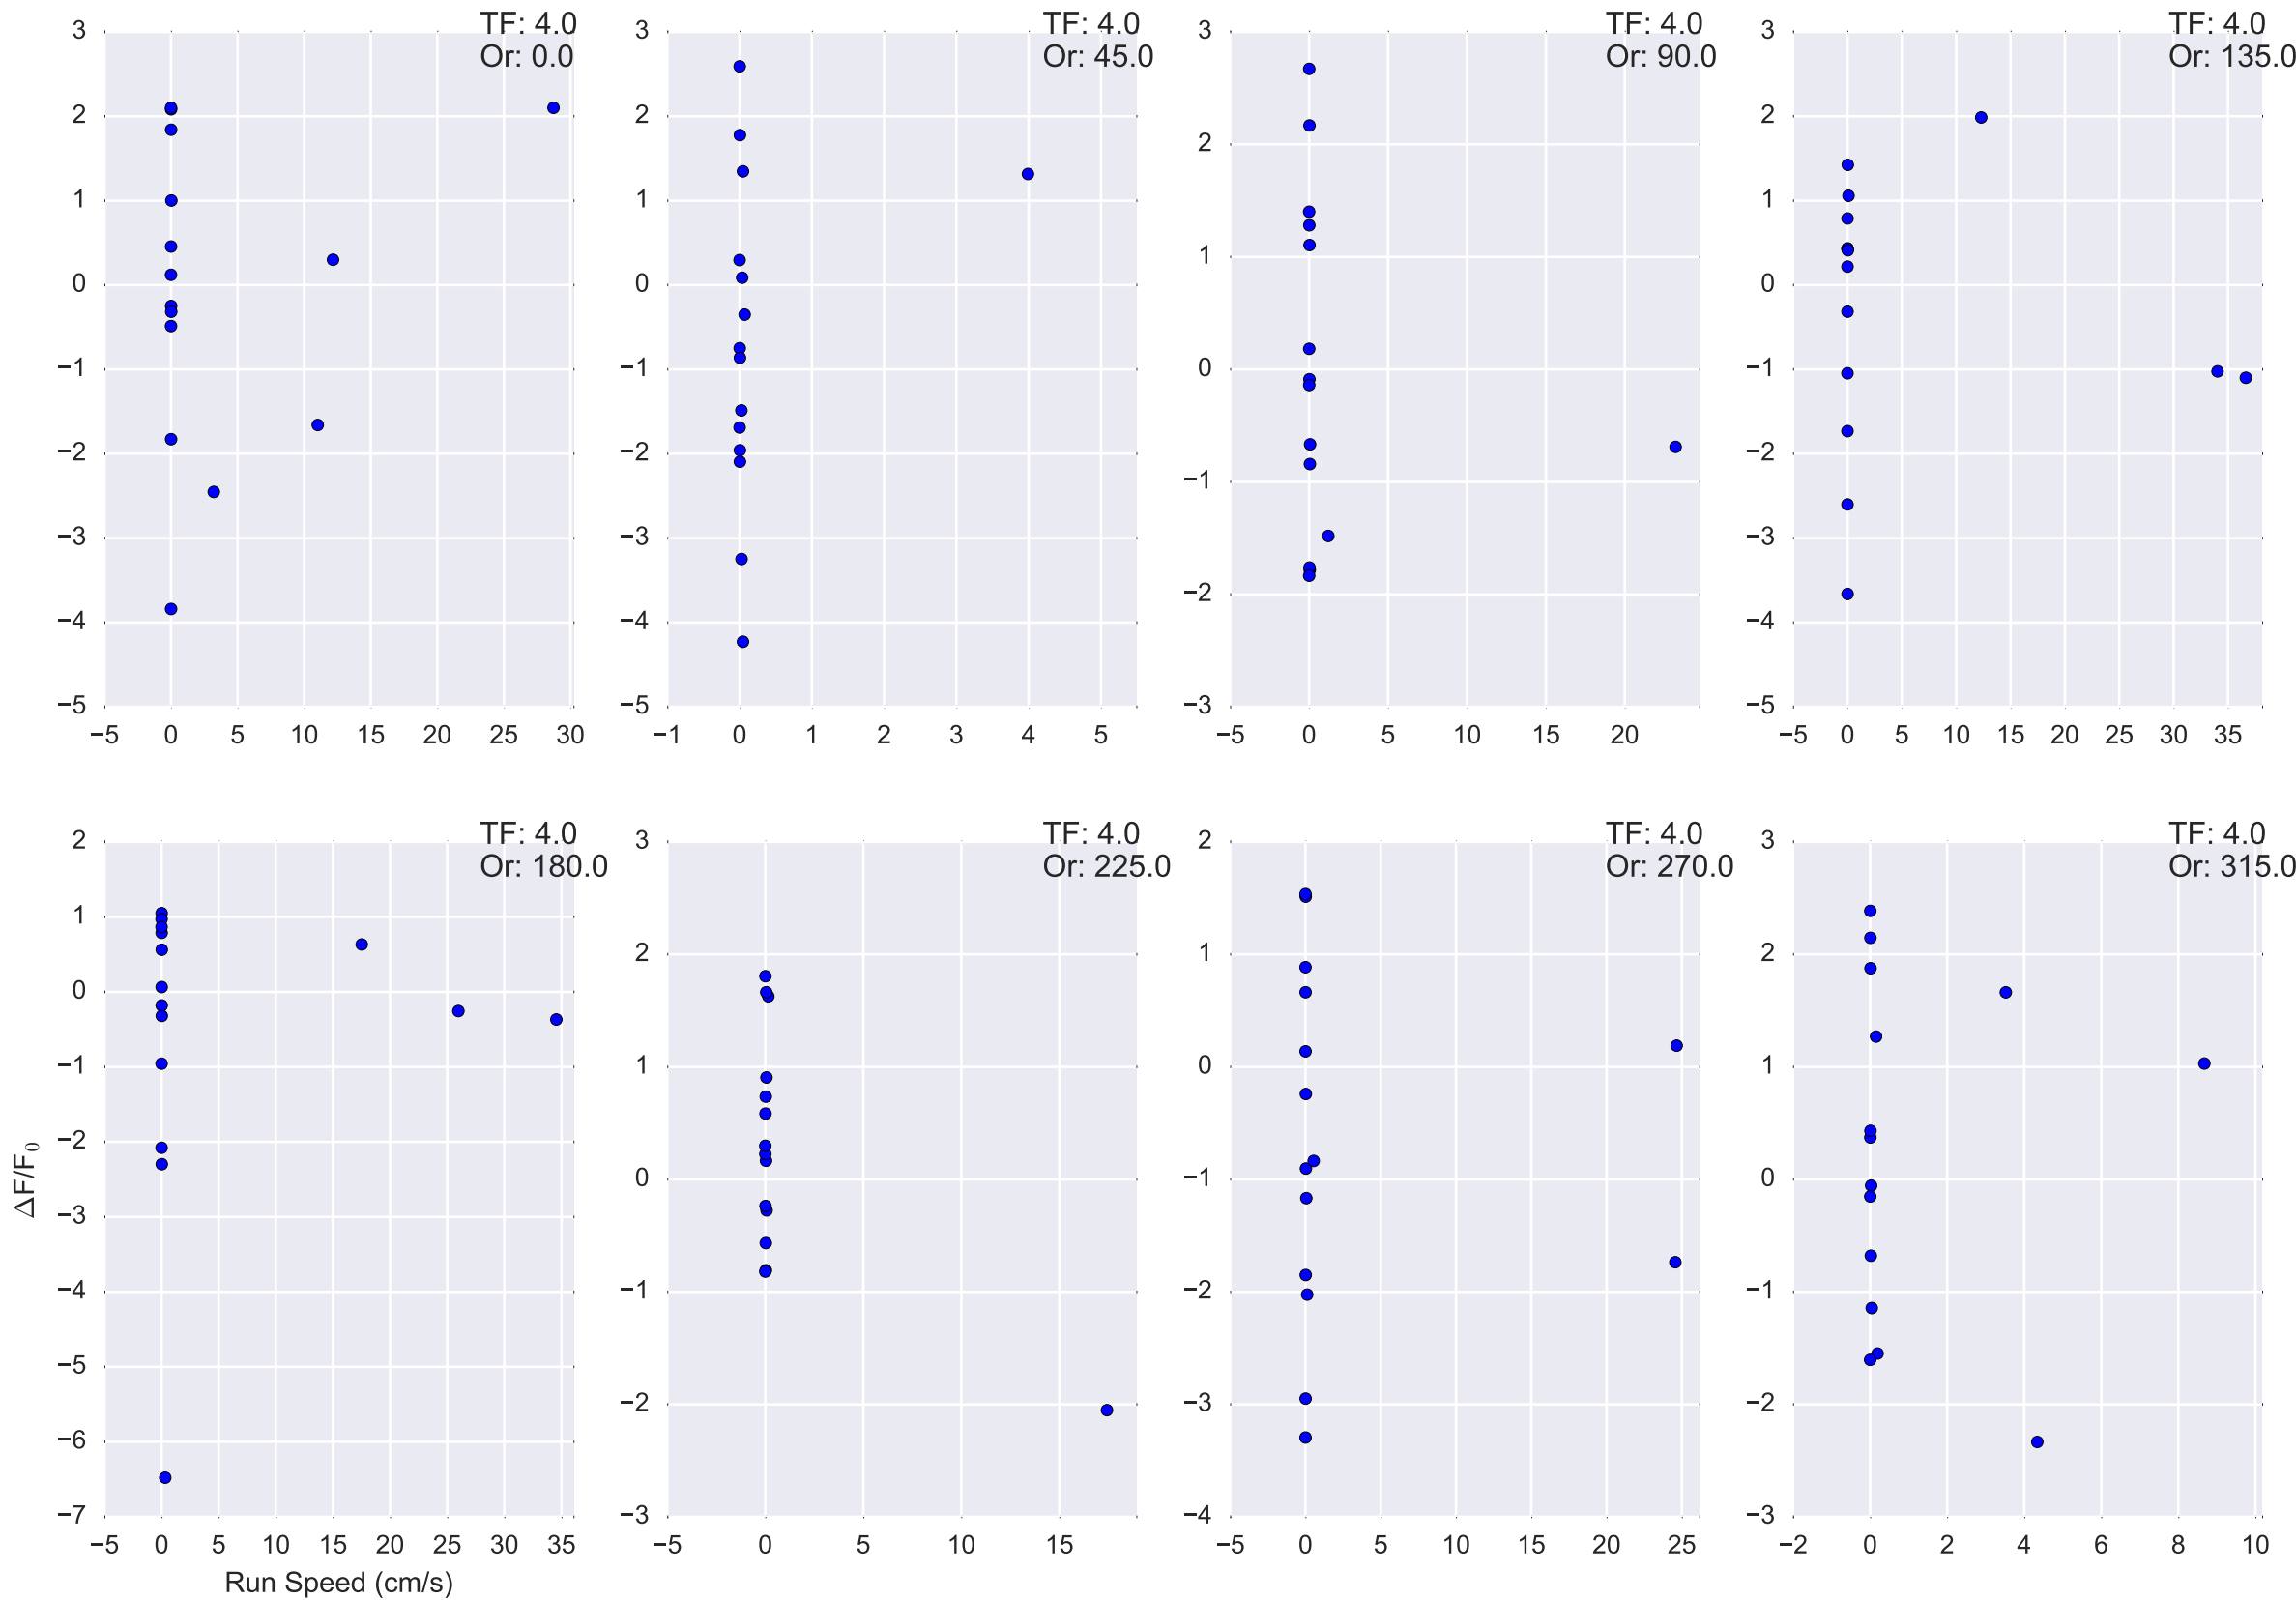 TF: 4.0
Or: 0.0
3
2
1
0
−1
−2
−3
−4
−5
−5 0 5 10 15 20 25 30
TF: 4.0
Or: 45.0
3
2
1
0
−1
−2
−3
−4
−5
−1 0 1 2 3 4 5
TF: 4.0
Or: 90.0
3
2
1
0
−1
−2
−3
−5 0 5 10 15 20
TF: 4.0
Or: 135.0
3
2
1
0
−1
−2
−3
−4
−5
−5 0 5 10 15 20 25 30 35
TF: 4.0
Or: 180.0
2
1
0
−1
−2
−3
−4
−5
−6
−7
ΔF/F₀
−5 0 5 10 15 20 25 30 35
Run Speed (cm/s)
TF: 4.0
Or: 225.0
3
2
1
0
−1
−2
−3
−5 0 5 10 15
TF: 4.0
Or: 270.0
2
1
0
−1
−2
−3
−4
−5 0 5 10 15 20 25
TF: 4.0
Or: 315.0
3
2
1
0
−1
−2
−3
−2 0 2 4 6 8 10